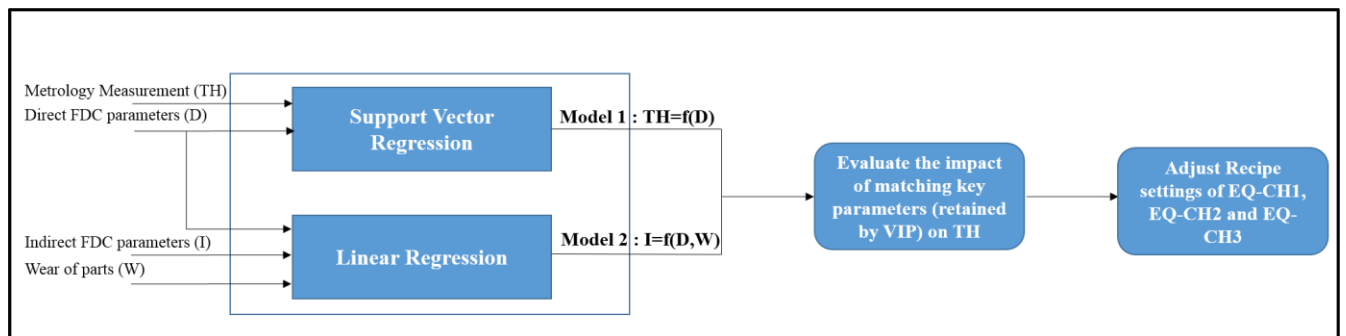 Metrology Measurement (TH)
Direct FDC parameters (D)
Support Vector
Regression
Model 1 : TH=f(D)
Indirect FDC parameters (I)
Wear of parts (W)
Linear Regression
Model 2 : I=f(D,W)
Evaluate the impact
of matching key
parameters (retained
by VIP) on TH
Adjust Recipe
settings of EQ-CH1,
EQ-CH2 and EQ-
CH3